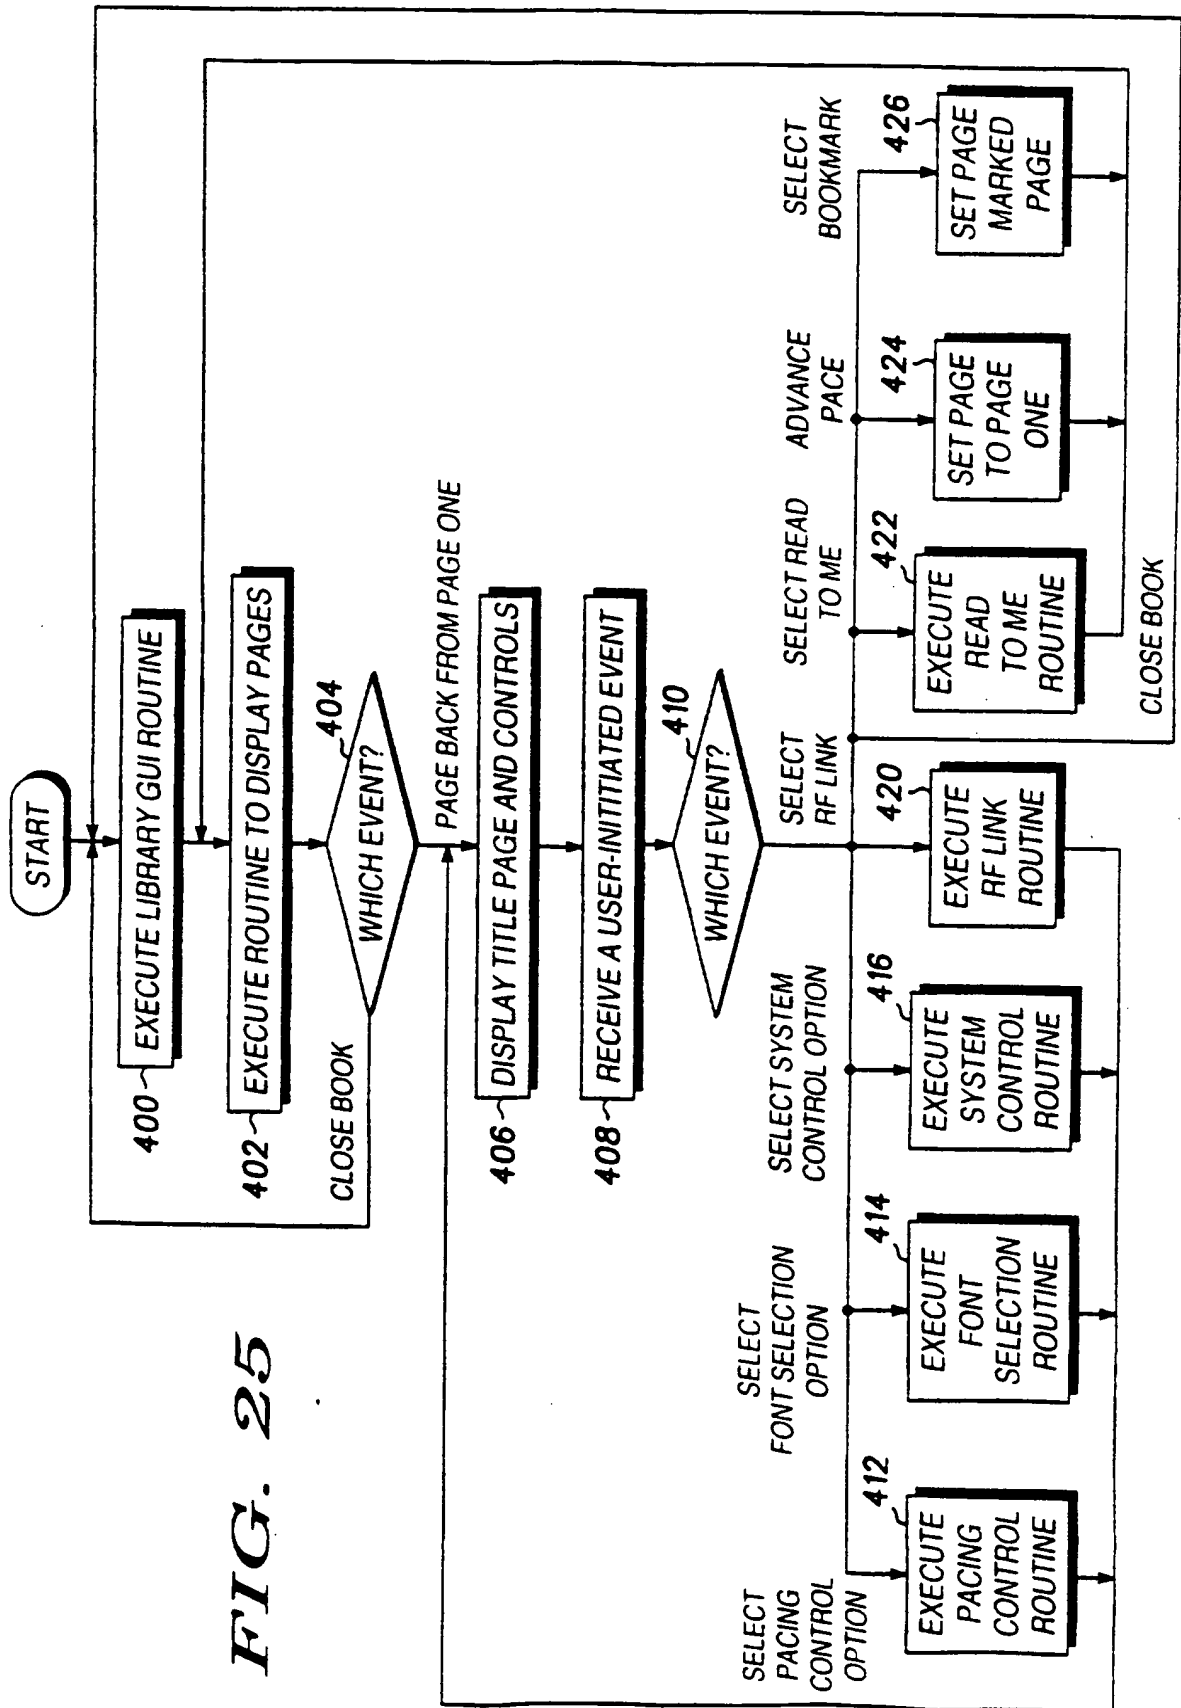 FIG. 25
START
EXECUTE LIBRARY GUI ROUTINE
400
EXECUTE ROUTINE TO DISPLAY PAGES
402
WHICH EVENT?
404
CLOSE BOOK
PAGE BACK FROM PAGE ONE
DISPLAY TITLE PAGE AND CONTROLS
406
RECEIVE A USER-INITIATED EVENT
408
WHICH EVENT?
410
SELECT
PACING
CONTROL
OPTION
412
EXECUTE
PACING
CONTROL
ROUTINE
SELECT
FONT SELECTION
OPTION
414
EXECUTE
FONT
SELECTION
ROUTINE
SELECT SYSTEM
CONTROL OPTION
416
EXECUTE
SYSTEM
CONTROL
ROUTINE
SELECT
RF LINK
420
EXECUTE
RF LINK
ROUTINE
CLOSE BOOK
SELECT READ
TO ME
422
EXECUTE
READ
TO ME
ROUTINE
ADVANCE
PACE
424
SET PAGE
TO PAGE
ONE
SELECT
BOOKMARK
426
SET PAGE
MARKED
PAGE